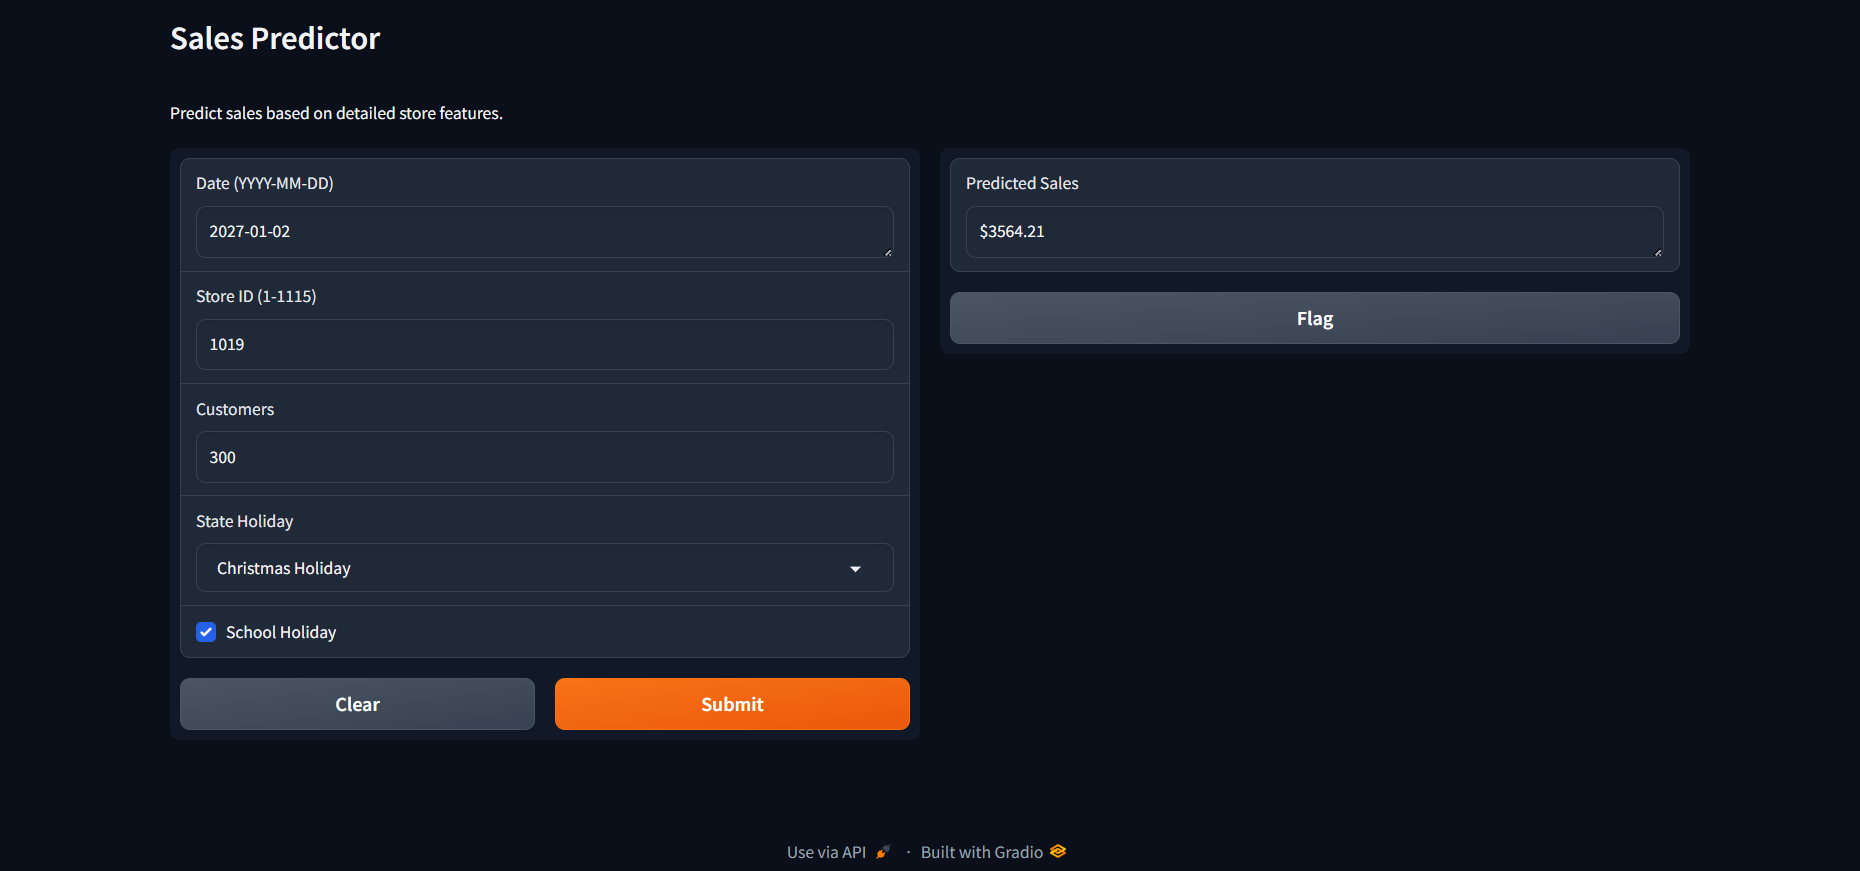 Sales Predictor
Predict sales based on detailed store features.
Date (YYYY-MM-DD)
2027-01-02
Store ID (1-1115)
1019
Customers
300
State Holiday
Christmas Holiday
School Holiday
Clear
Submit
Predicted Sales
$3564.21
Flag
Use via API · Built with Gradio